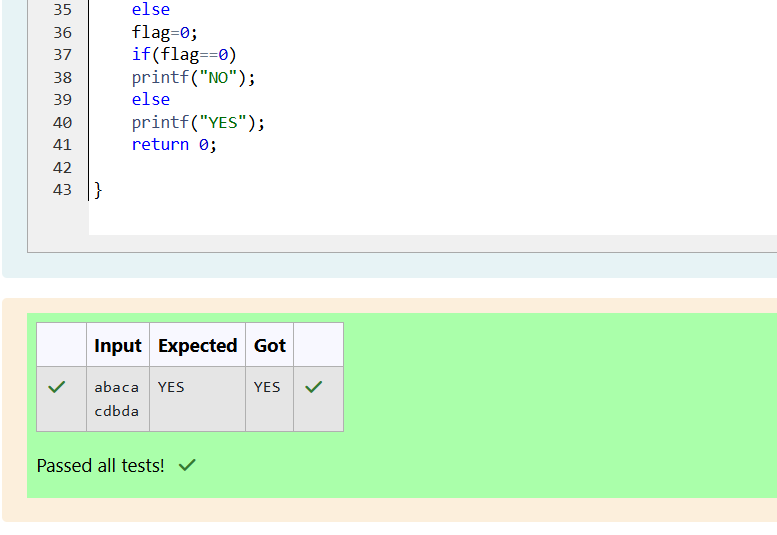 35 else
36 flag=0;
37 if(flag==0)
38 printf("NO");
39 else
40 printf("YES");
41 return 0;
42
43 }
Input Expected Got
abaca YES YES
cdbda
Passed all tests!